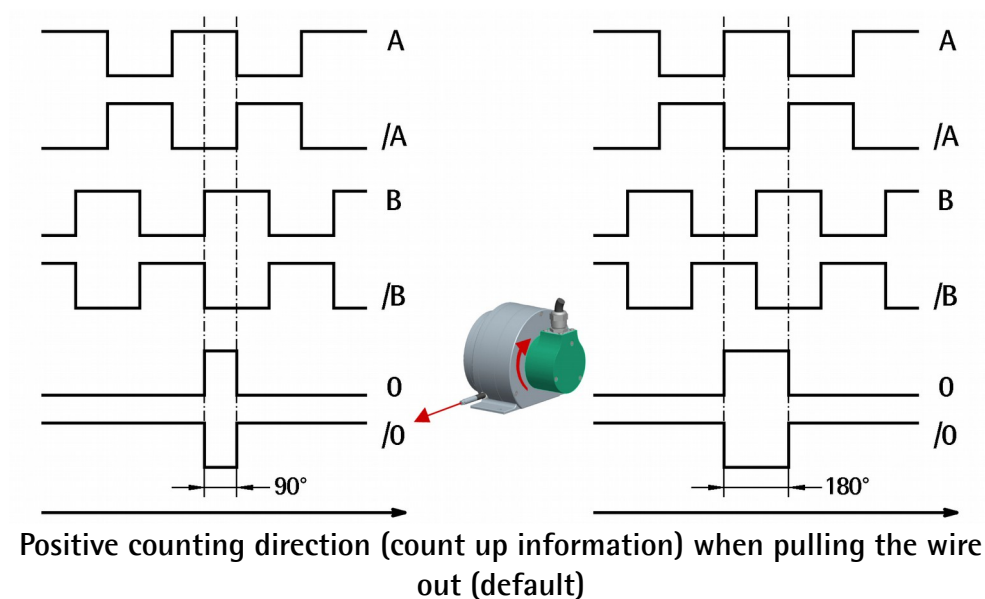 A
/A
B
/B
0
/0
90°
A
/A
B
/B
0
/0
180°
Positive counting direction (count up information) when pulling the wire
out (default)